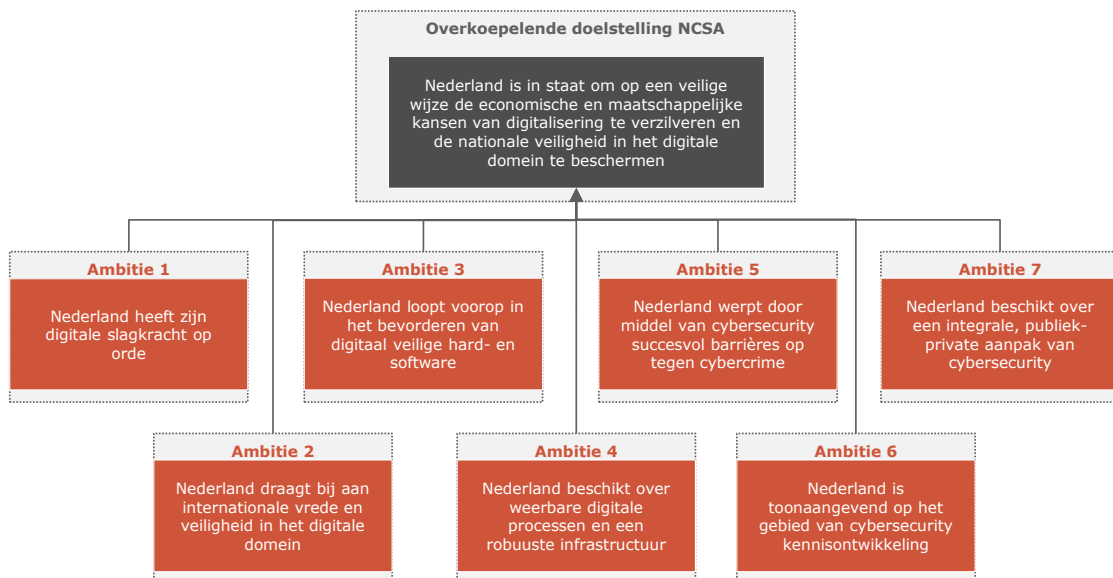 Overkoepelende doelstelling NCSA
Nederland is in staat om op een veilige
wijze de economische en maatschappelijke
kansen van digitalisering te verzilveren en
de nationale veiligheid in het digitale
domein te beschermen
Ambitie 1
Nederland heeft zijn
digitale slagkracht op
orde
Ambitie 3
Nederland loopt voorop in
het bevorderen van
digitaal veilige hard- en
software
Ambitie 5
Nederland werpt door
middel van cybersecurity
succesvol barrières op
tegen cybercrime
Ambitie 7
Nederland beschikt over
een integrale, publiek-
private aanpak van
cybersecurity
Ambitie 2
Nederland draagt bij aan
internationale vrede en
veiligheid in het digitale
domein
Ambitie 4
Nederland beschikt over
weerbare digitale
processen en een
robuuste infrastructuur
Ambitie 6
Nederland is
toonaangevend op het
gebied van cybersecurity
kennisontwikkeling